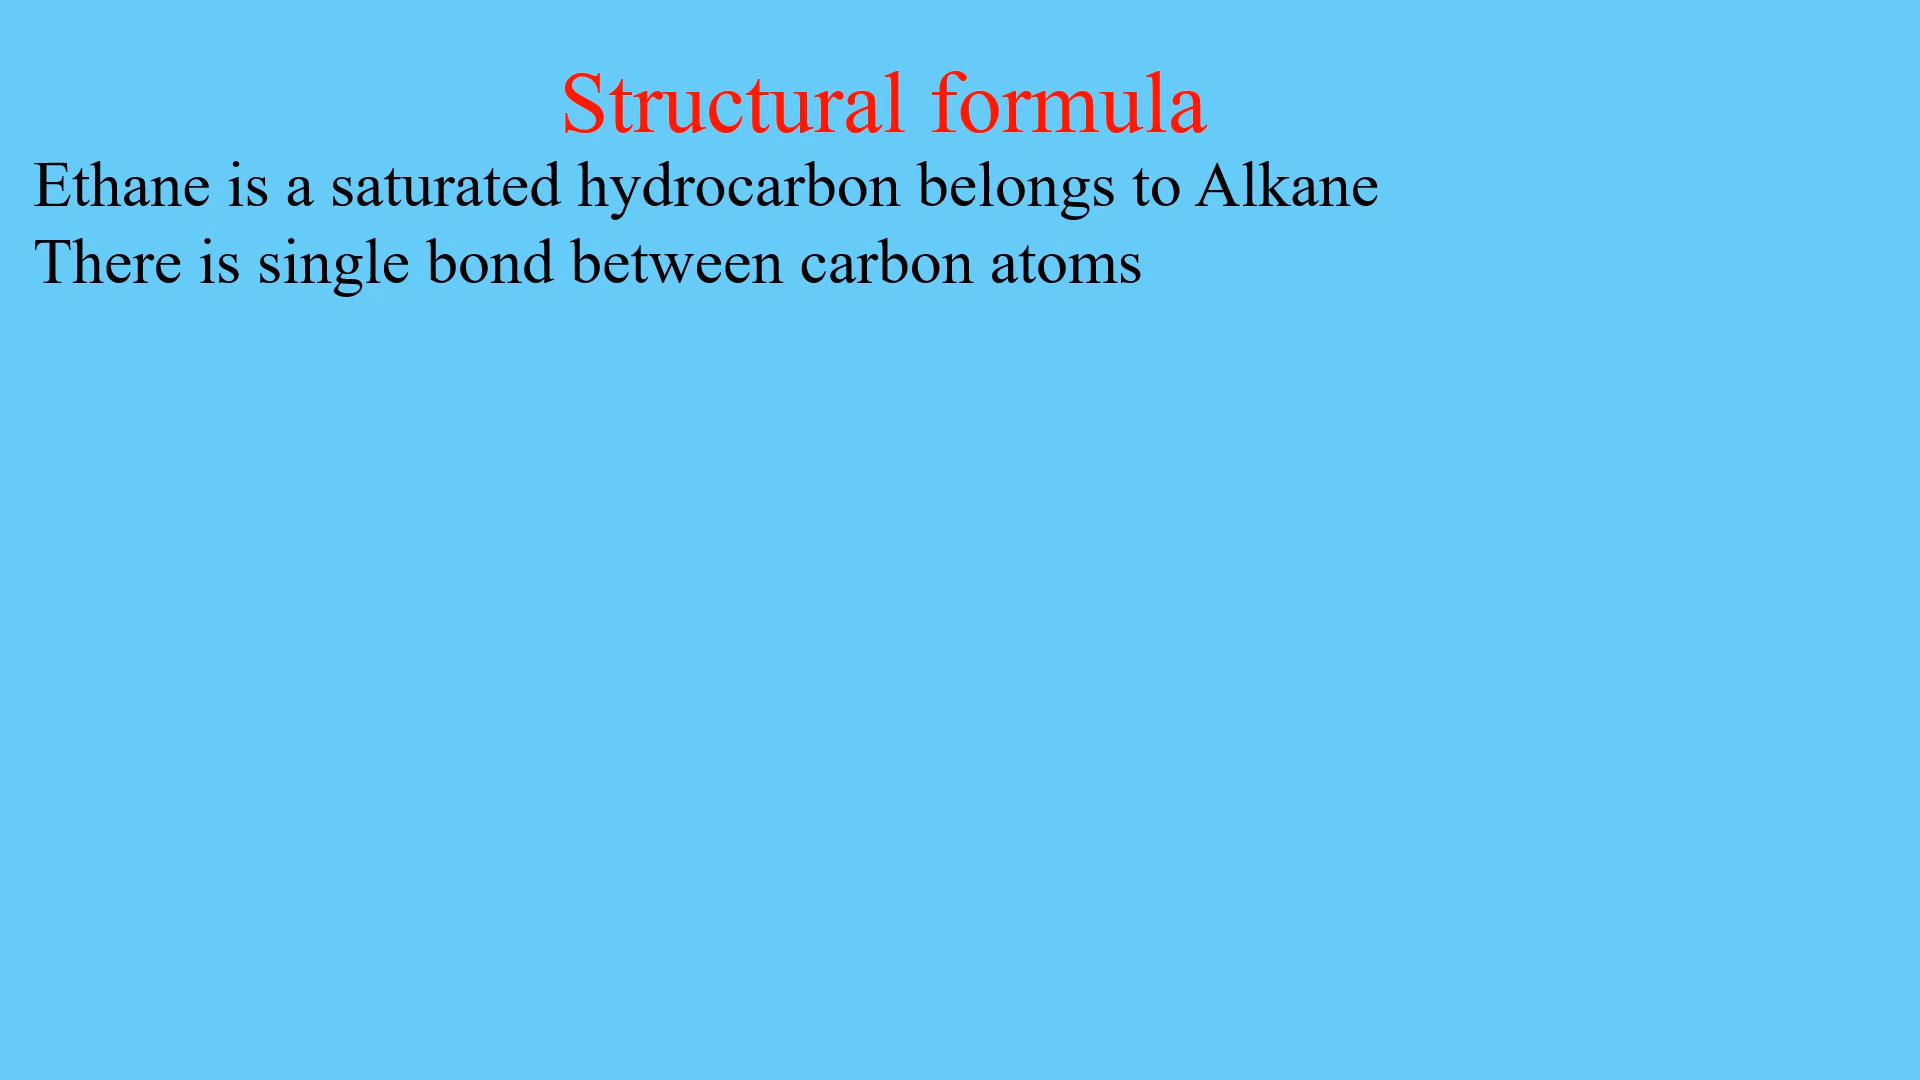 Structural formula
Ethane is a saturated hydrocarbon belongs to Alkane
There is single bond between carbon atoms